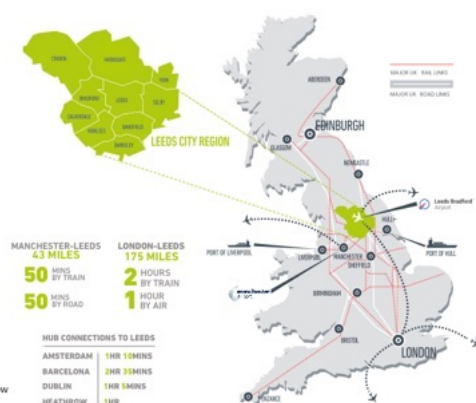 CRAVEN
HARROGATE
YORK
BRADFORD
LEEDS
SELBY
CALDERDALE
KIRKLEES
WAKEFIELD
BARNSLEY
LEEDS CITY REGION
ABERDEEN
EDINBURGH
GLASGOW
NEWCASTLE
MAJOR UK RAIL LINKS
MAJOR UK ROAD LINKS
Leeds Bradford
Airport
HULL
PORT OF HULL
PORT OF LIVERPOOL
LIVERPOOL
MANCHESTER
SHEFFIELD
BIRMINGHAM
BRISTOL
LONDON
PENZANCE
MANCHESTER-LEEDS
43 MILES
50 MINS BY TRAIN
50 MINS BY ROAD
LONDON-LEEDS
175 MILES
2 HOURS BY TRAIN
1 HOUR BY AIR
HUB CONNECTIONS TO LEEDS
AMSTERDAM 1HR 10MINS
BARCELONA 2HR 35MINS
DUBLIN 1HR 5MINS
HEATHROW 1HR